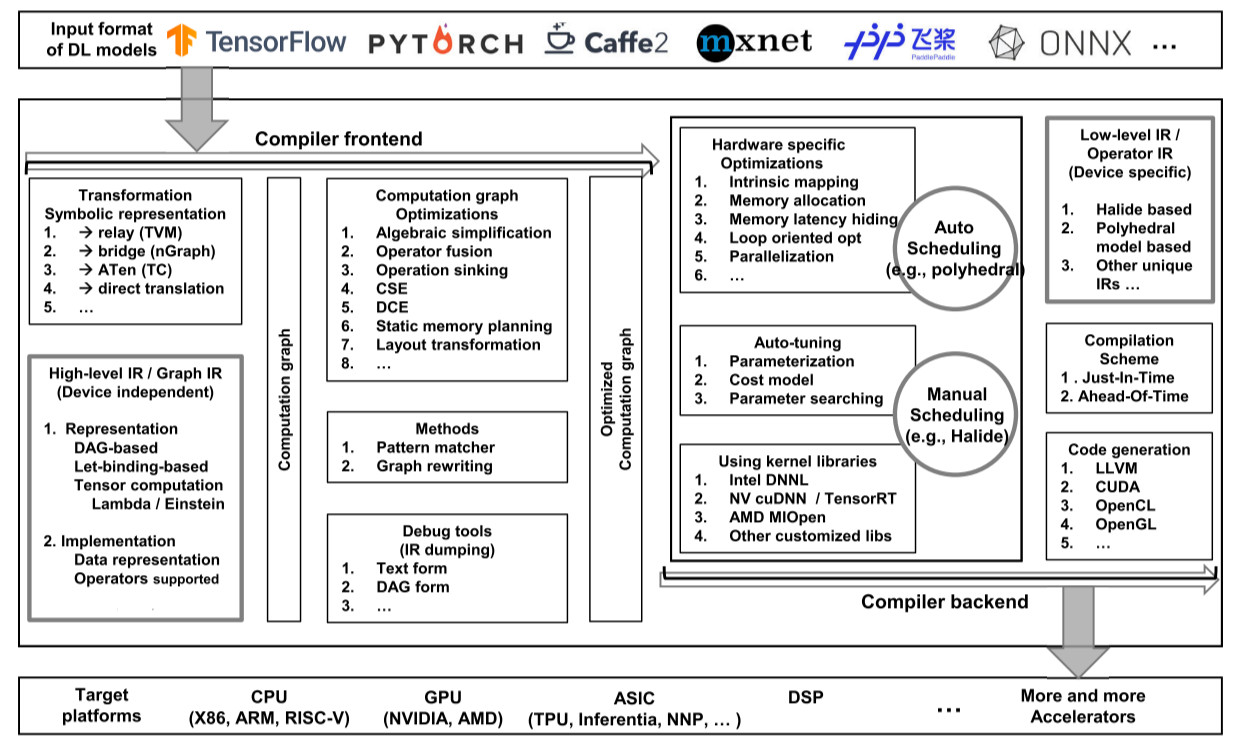 Input format
of DL models
TensorFlow
PYTORCH
Caffe2
mxnet
飞桨
PaddlePaddle
ONNX
...
Compiler frontend
Transformation
Symbolic representation
1. → relay (TVM)
2. → bridge (nGraph)
3. → ATen (TC)
4. → direct translation
5. ...
High-level IR / Graph IR
(Device independent)
1. Representation
DAG-based
Let-binding-based
Tensor computation
Lambda / Einstein
2. Implementation
Data representation
Operators supported
Computation graph
Computation graph
Optimizations
1. Algebraic simplification
2. Operator fusion
3. Operation sinking
4. CSE
5. DCE
6. Static memory planning
7. Layout transformation
8. ...
Methods
1. Pattern matcher
2. Graph rewriting
Debug tools
(IR dumping)
1. Text form
2. DAG form
3. ...
Optimized
Computation graph
Hardware specific
Optimizations
1. Intrinsic mapping
2. Memory allocation
3. Memory latency hiding
4. Loop oriented opt
5. Parallelization
6. ...
Auto
Scheduling
(e.g., polyhedral)
Auto-tuning
1. Parameterization
2. Cost model
3. Parameter searching
Manual
Scheduling
(e.g., Halide)
Using kernel libraries
1. Intel DNNL
2. NV cuDNN / TensorRT
3. AMD MIOpen
4. Other customized libs
Low-level IR /
Operator IR
(Device specific)
1. Halide based
2. Polyhedral
model based
3. Other unique
IRs ...
Compilation
Scheme
1 . Just-In-Time
2. Ahead-Of-Time
Code generation
1. LLVM
2. CUDA
3. OpenCL
4. OpenGL
5. ...
Compiler backend
Target
platforms
CPU
(X86, ARM, RISC-V)
GPU
(NVIDIA, AMD)
ASIC
(TPU, Inferentia, NNP, ... )
DSP
...
More and more
Accelerators